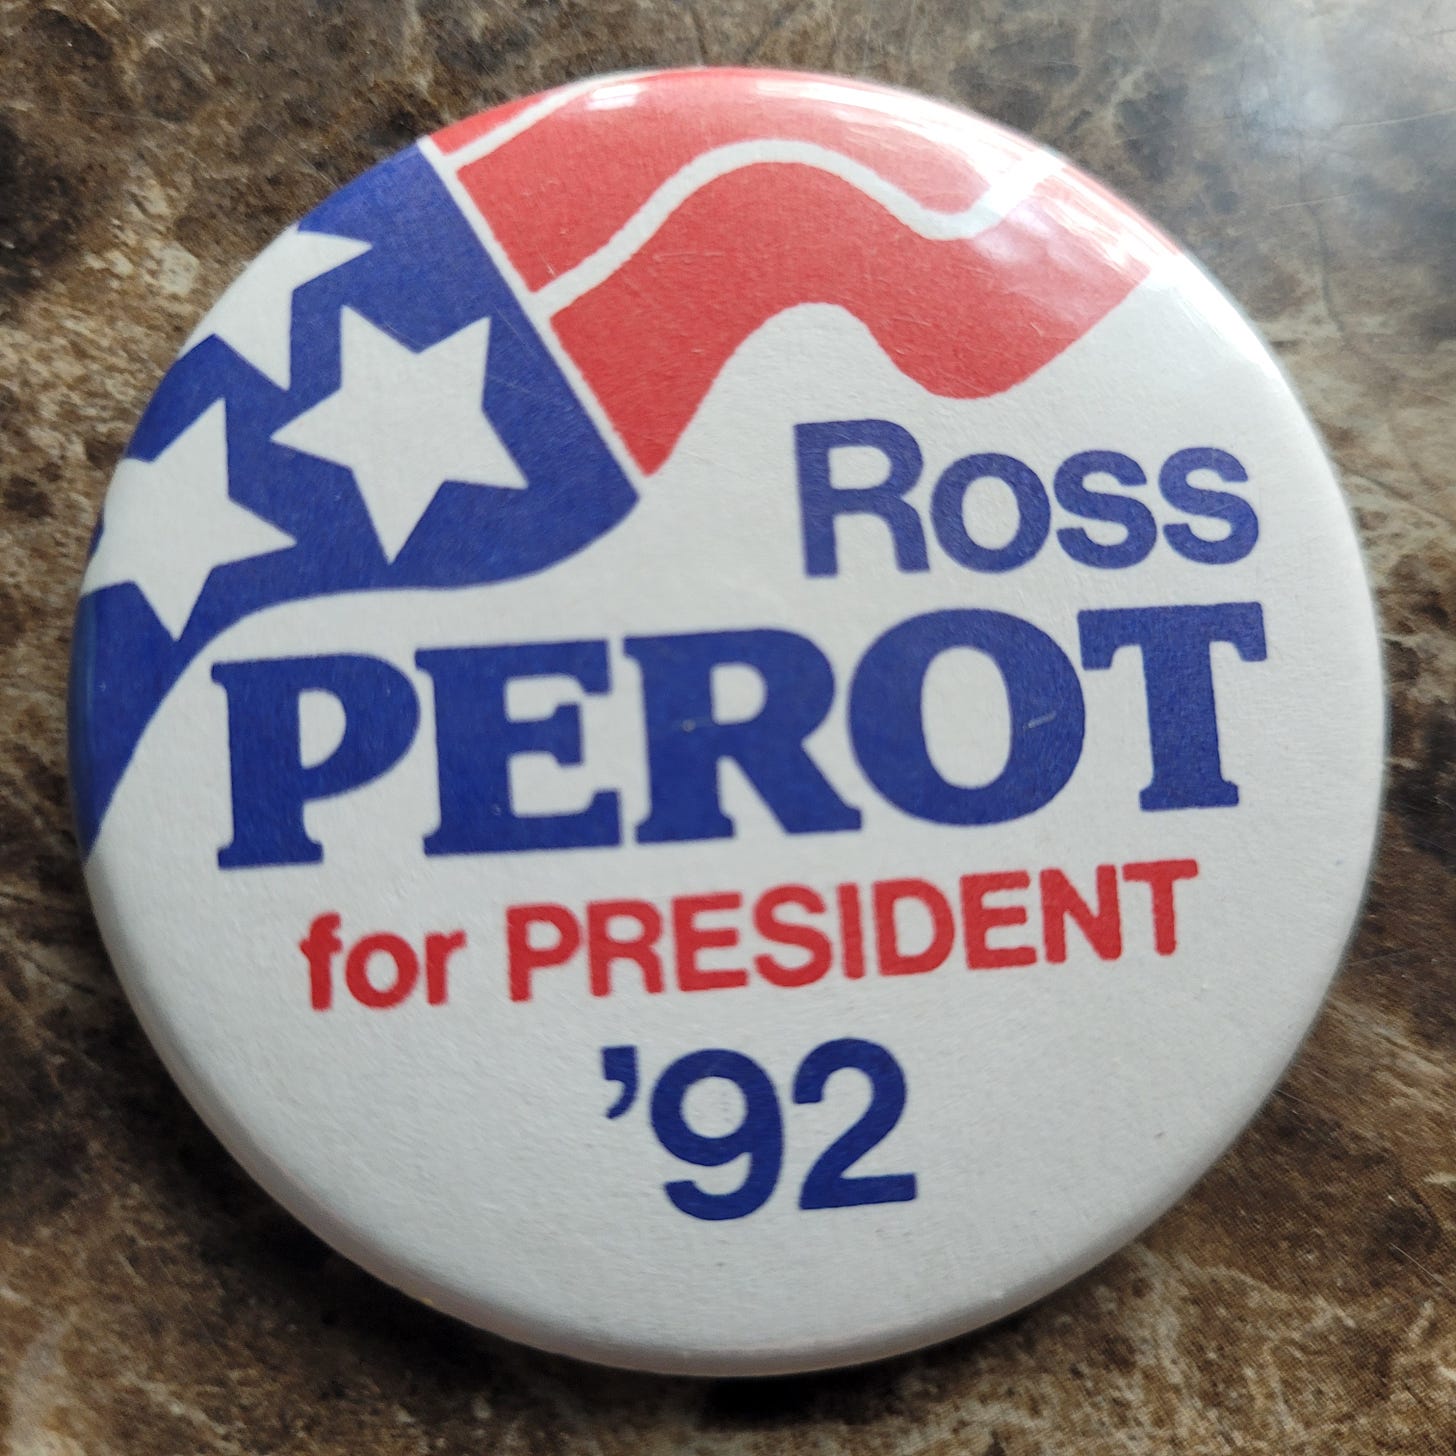 Ross
PEROT
for PRESIDENT
'92